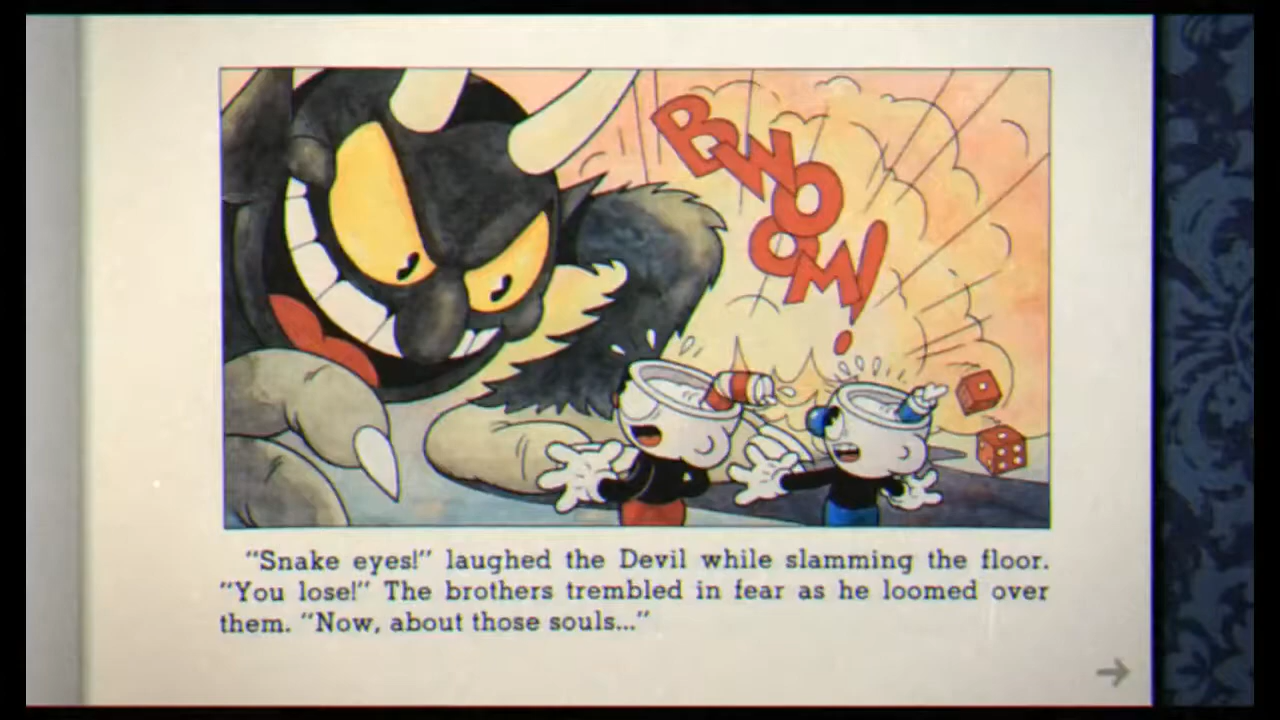 BWOOM!
"Snake eyes!" laughed the Devil while slamming the floor.
"You lose!" The brothers trembled in fear as he loomed over
them. "Now, about those souls..."